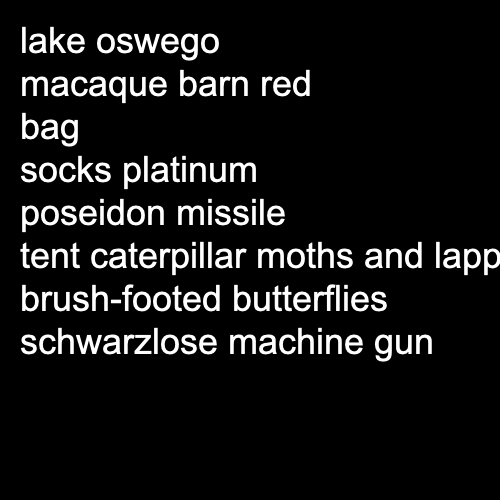 lake oswego
macaque barn red
bag
socks platinum
poseidon missile
tent caterpillar moths and lapp
brush-footed butterflies
schwarzlose machine gun